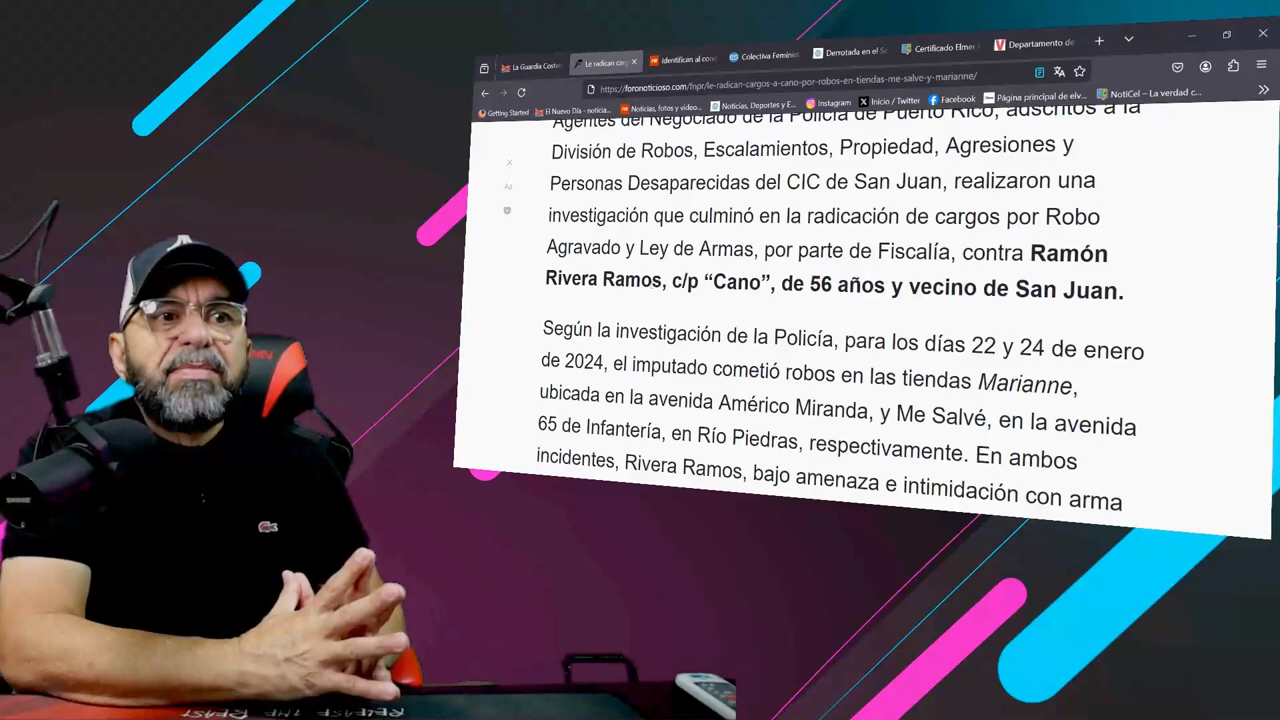 La Guardia Coste
Le radican carg
Identifican al cond
Colectiva Feminist
Derrotada en el Se
Certificado Elmer
Departamento de
https://foronoticioso.com/fnpr/le-radican-cargos-a-cano-por-robos-en-tiendas-me-salve-y-marianne/
Getting Started
El Nuevo Día - noticia...
Noticias, fotos y video...
Noticias, Deportes y E...
Instagram
Inicio / Twitter
Facebook
Página principal de elv...
NotiCel – La verdad c...
Agentes del Negociado de la Policía de Puerto Rico, adscritos a la
División de Robos, Escalamientos, Propiedad, Agresiones y
Personas Desaparecidas del CIC de San Juan, realizaron una
investigación que culminó en la radicación de cargos por Robo
Agravado y Ley de Armas, por parte de Fiscalía, contra Ramón
Rivera Ramos, c/p “Cano”, de 56 años y vecino de San Juan.
Según la investigación de la Policía, para los días 22 y 24 de enero
de 2024, el imputado cometió robos en las tiendas Marianne,
ubicada en la avenida Américo Miranda, y Me Salvé, en la avenida
65 de Infantería, en Río Piedras, respectivamente. En ambos
incidentes, Rivera Ramos, bajo amenaza e intimidación con arma
Aa
SHURE
RELEASE THE BEAST